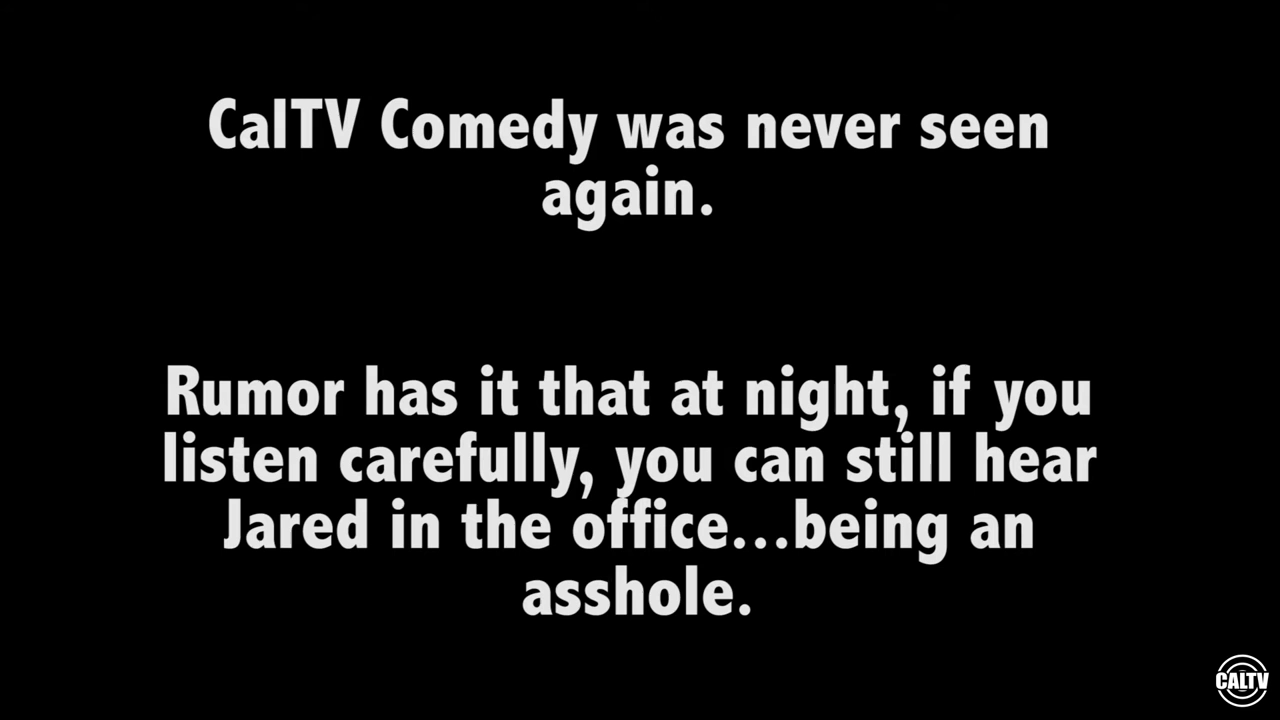 CalTV Comedy was never seen
again.
Rumor has it that at night, if you
listen carefully, you can still hear
Jared in the office...being an
asshole.
CALTV